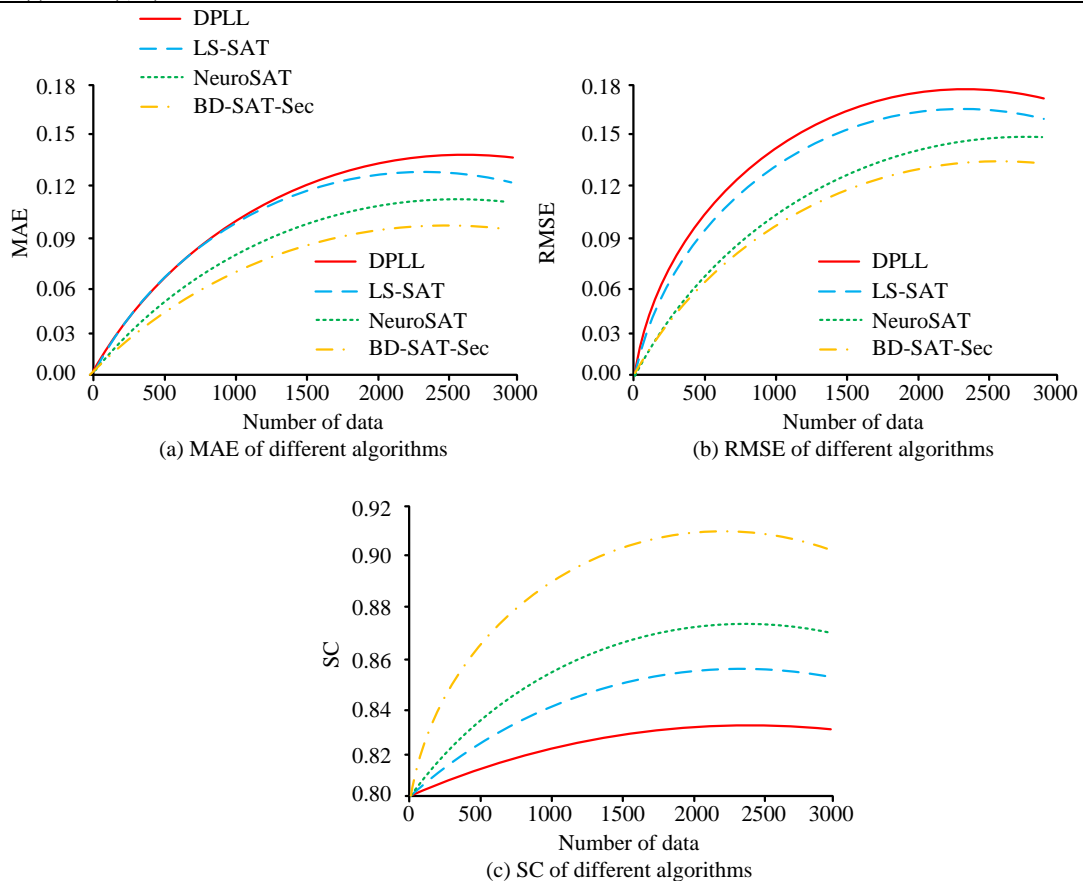 DPLL
LS-SAT
NeuroSAT
BD-SAT-Sec
0.18
0.15
0.12
0.09
0.06
0.03
0.00
MAE
DPLL
LS-SAT
NeuroSAT
BD-SAT-Sec
0 500 1000 1500 2000 2500 3000
Number of data
(a) MAE of different algorithms
0.18
0.15
0.12
0.09
0.06
0.03
0.00
RMSE
DPLL
LS-SAT
NeuroSAT
BD-SAT-Sec
0 500 1000 1500 2000 2500 3000
Number of data
(b) RMSE of different algorithms
0.92
0.90
0.88
0.86
0.84
0.82
0.80
SC
0 500 1000 1500 2000 2500 3000
Number of data
(c) SC of different algorithms